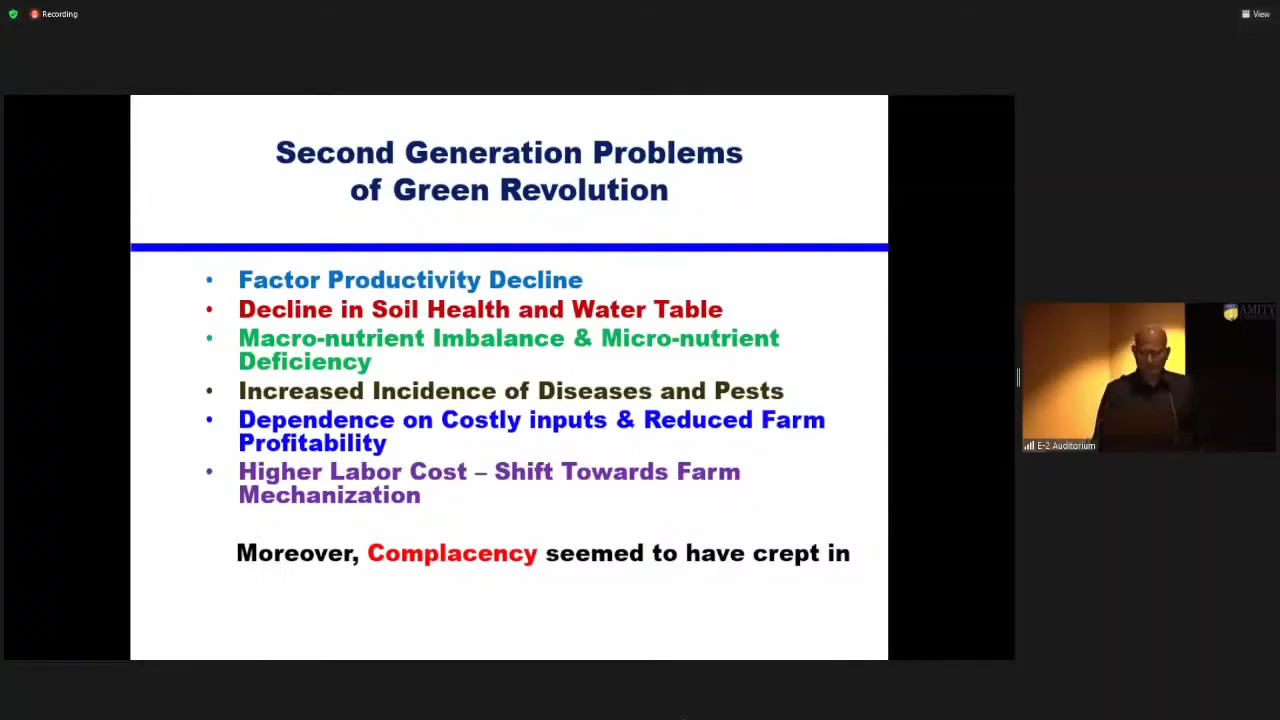 Recording
View
Second Generation Problems
of Green Revolution
• Factor Productivity Decline
• Decline in Soil Health and Water Table
• Macro-nutrient Imbalance & Micro-nutrient
Deficiency
• Increased Incidence of Diseases and Pests
• Dependence on Costly inputs & Reduced Farm
Profitability
• Higher Labor Cost – Shift Towards Farm
Mechanization
Moreover, Complacency seemed to have crept in
AMITY
E-2 Auditorium